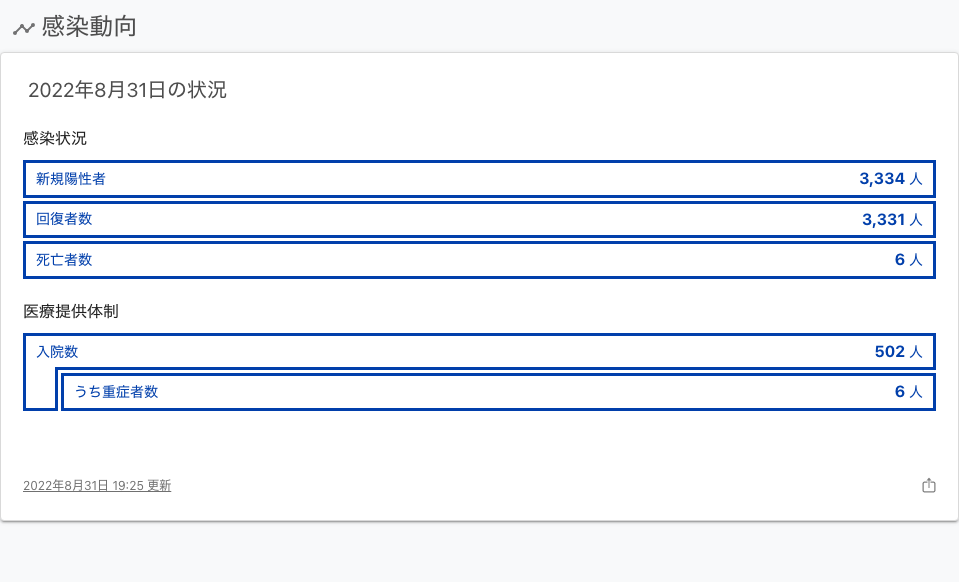 感染動向
2022年8月31日の状況
感染状況
新規陽性者 3,334 人
回復者数 3,331 人
死亡者数 6 人
医療提供体制
入院数 502 人
うち重症者数 6 人
2022年8月31日 19:25 更新